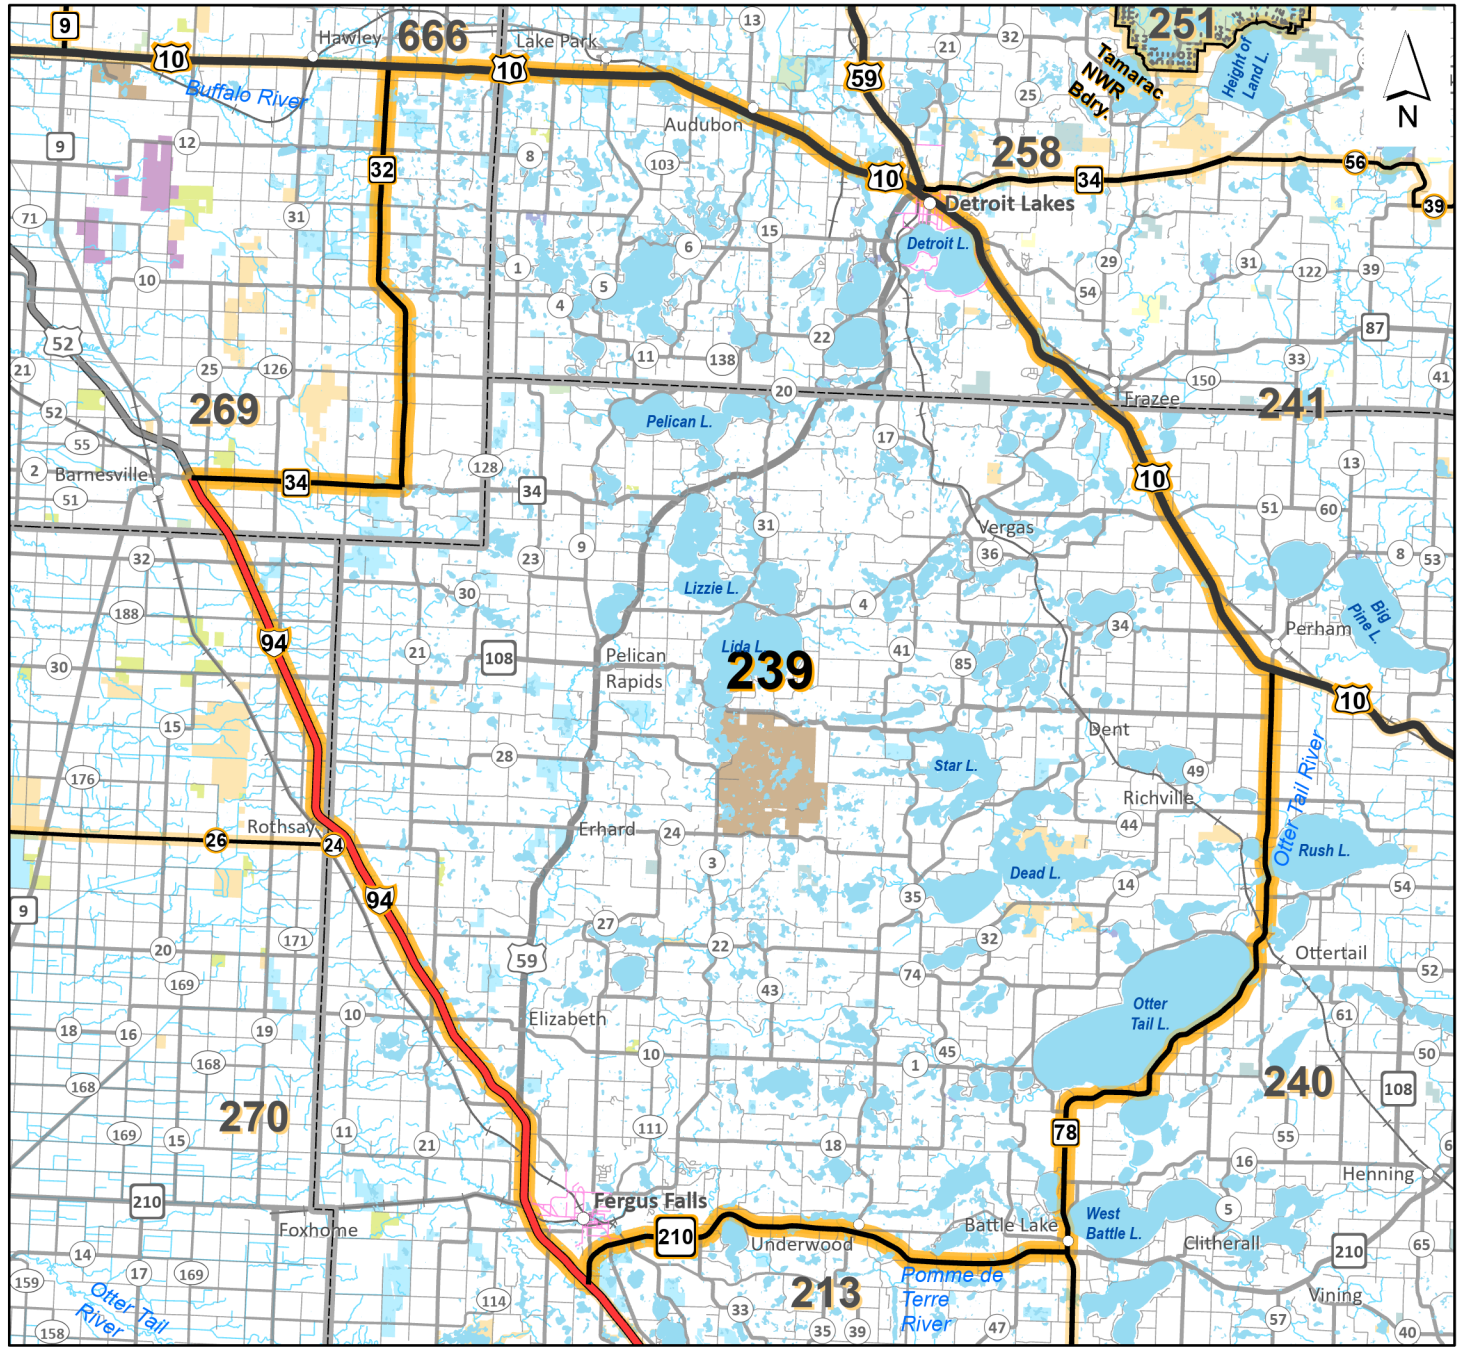 9
Hawley
666
Lake Park
13
21
32
251
10
10
59
Tamarac
NWR
Bdry.
Height of
Land L.
N
Buffalo River
Audubon
25
9
12
32
8
103
10
258
34
56
39
71
31
15
Detroit Lakes
Detroit L.
6
1
5
4
10
29
31
122
39
54
52
22
87
21
25
126
11
138
33
150
41
20
269
52
241
Frazee
Pelican L.
17
55
2
Barnesville
51
34
128
34
10
13
31
51
60
Vergas
36
32
23
9
8
53
Lizzie L.
188
30
4
94
34
Big
Pine L.
Perham
30
21
108
Pelican
Rapids
Lida L.
239
41
85
10
15
28
Dent
Star L.
49
Otter Tail River
176
Richville
26
Rothsay
24
Erhard
24
44
Rush L.
3
Dead L.
94
14
54
9
35
27
20
171
22
32
59
74
Ottertail
52
169
43
Otter
Tail L.
10
Elizabeth
61
18
16
19
10
45
50
168
1
168
240
108
270
111
78
169
15
11
21
18
55
16
6
Henning
210
Fergus Falls
5
Foxhome
210
Underwood
Battle Lake
West
Battle L.
Clitherall
210
65
14
17
169
159
Otter Tail
River
213
Pomme de
Terre
River
Vining
114
33
35
39
47
57
40
158